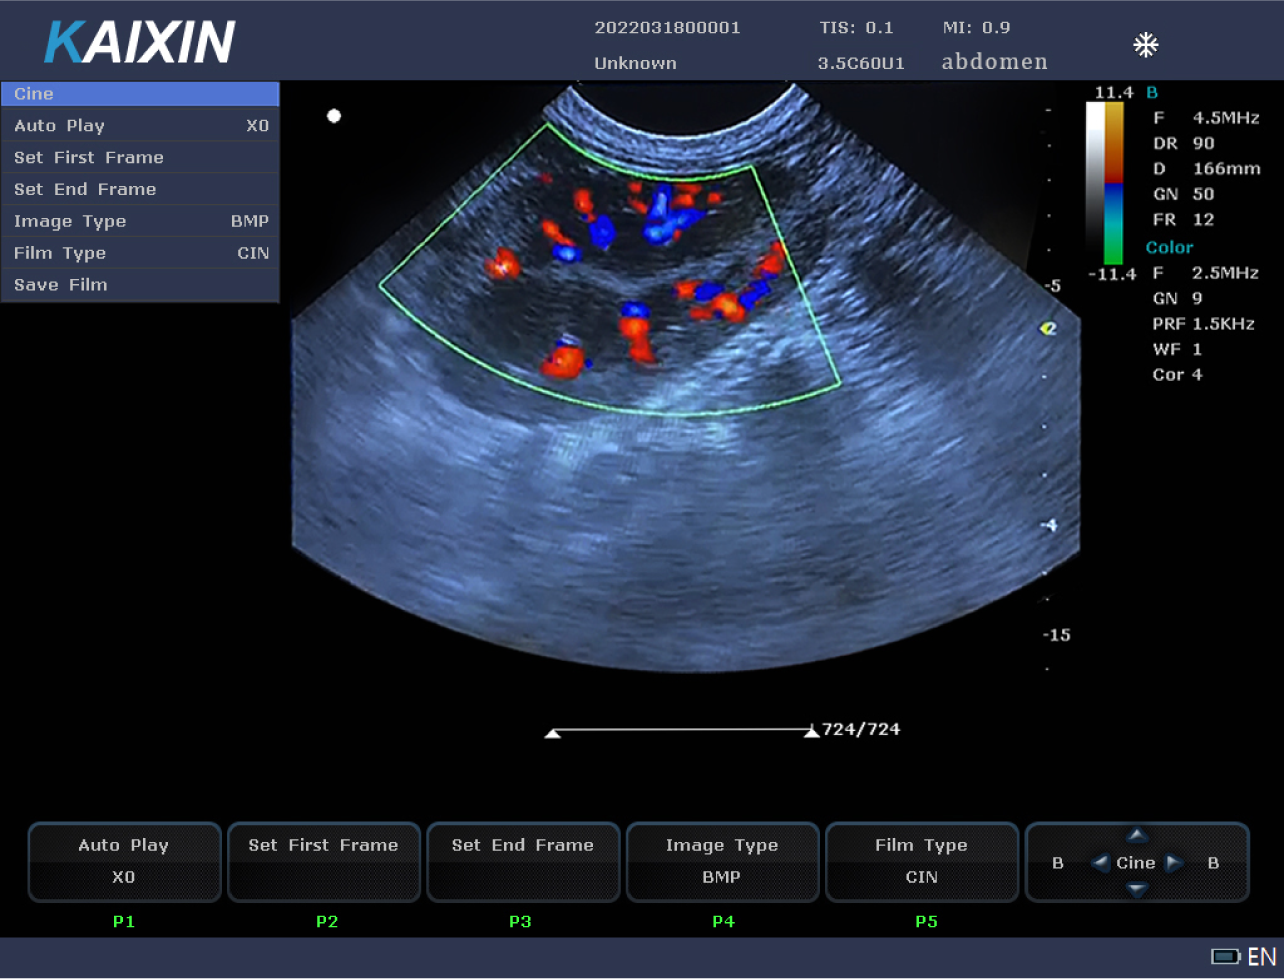 KAIXIN
2022031800001 TIS: 0.1 MI: 0.9
Unknown 3.5C60U1 abdomen
Cine
Auto Play X0
Set First Frame
Set End Frame
Image Type BMP
Film Type CIN
Save Film
11.4 B
F 4.5MHz
DR 90
D 166mm
GN 50
FR 12
Color
-11.4 F 2.5MHz
GN 9
PRF 1.5KHz
WF 1
Cor 4
-5
2
-4
-15
724/724
Auto Play Set First Frame Set End Frame Image Type Film Type
X0 BMP CIN B Cine B
P1 P2 P3 P4 P5
EN